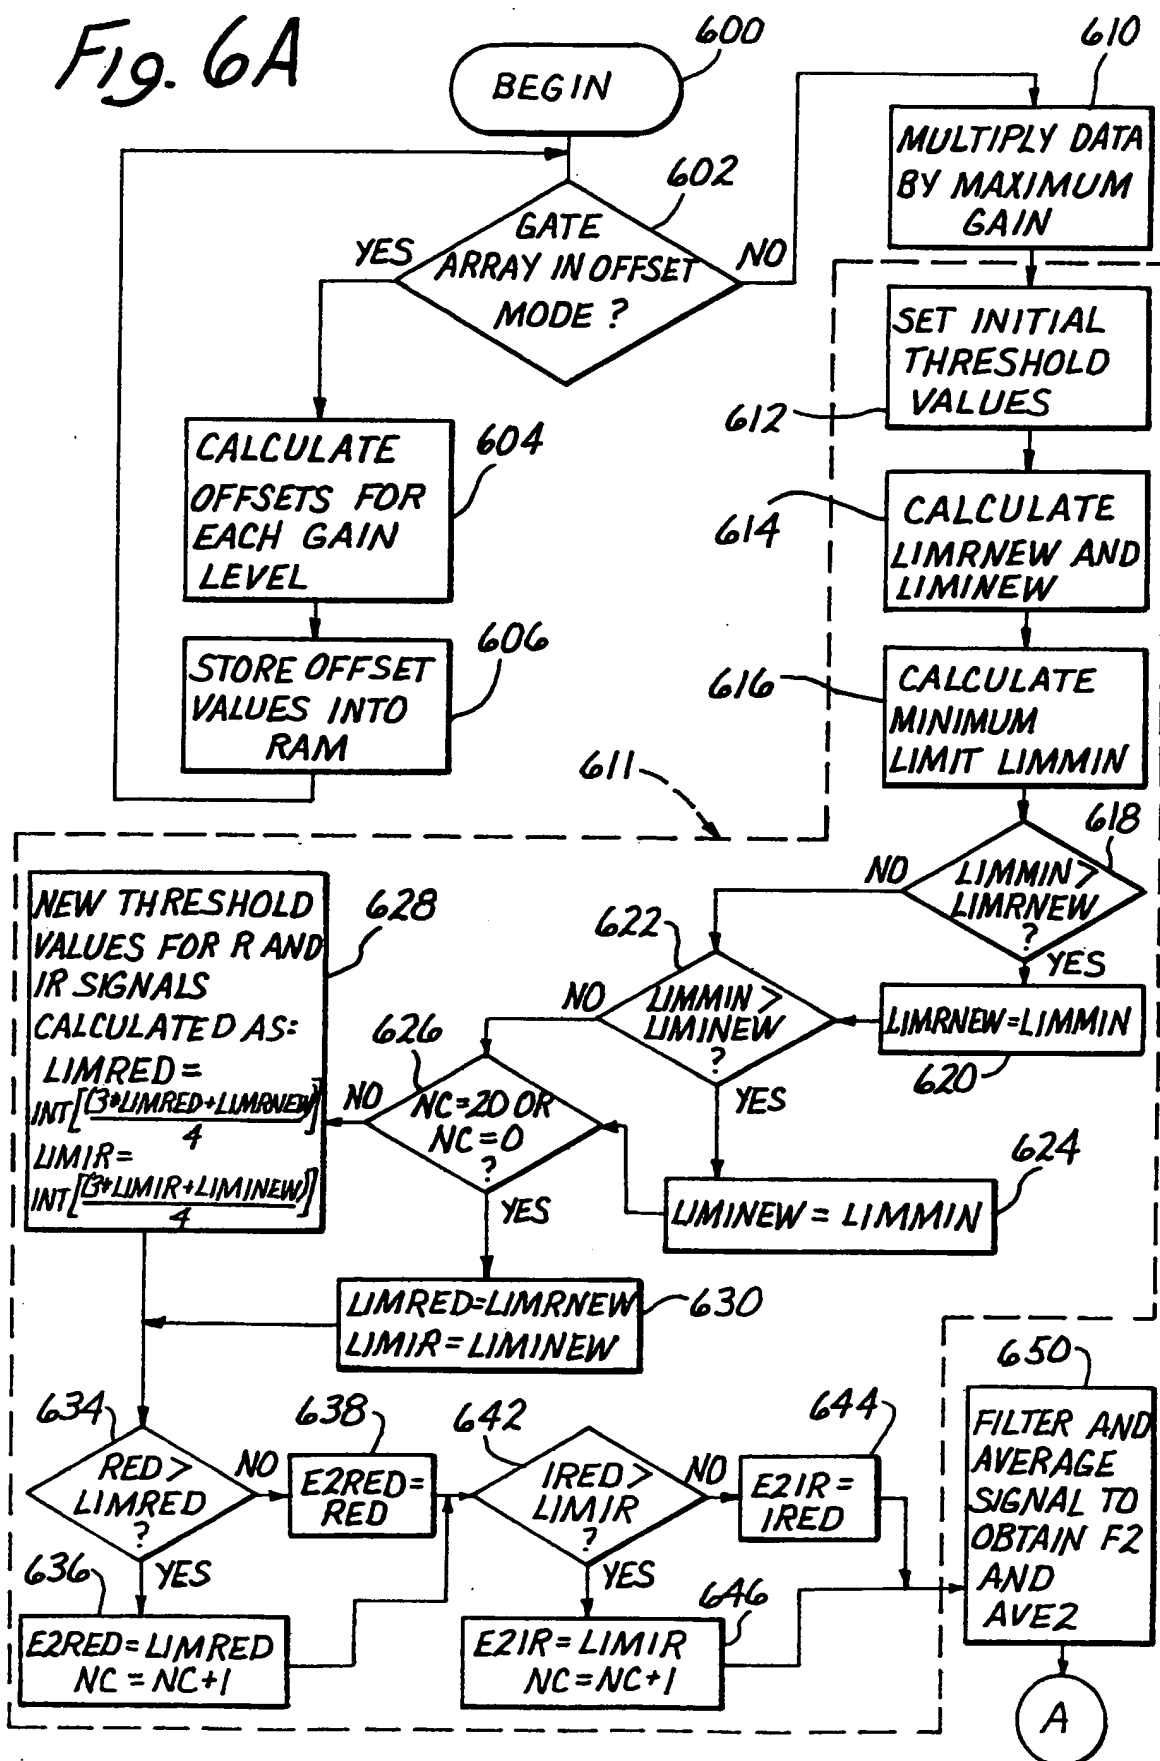 Fig. 6A
BEGIN
600
602
GATE
ARRAY IN OFFSET
MODE ?
YES
NO
610
MULTIPLY DATA
BY MAXIMUM
GAIN
SET INITIAL
THRESHOLD
VALUES
612
604
CALCULATE
OFFSETS FOR
EACH GAIN
LEVEL
614
CALCULATE
LIMRNEW AND
LIMINEW
606
STORE OFFSET
VALUES INTO
RAM
616
CALCULATE
MINIMUM
LIMIT LIMMIN
611
618
LIMMIN >
LIMRNEW
?
NO
YES
620
LIMRNEW=LIMMIN
622
LIMMIN >
LIMINEW
?
NO
YES
624
LIMINEW = LIMMIN
626
NC=20 OR
NC=0
?
NO
YES
628
NEW THRESHOLD
VALUES FOR R AND
IR SIGNALS
CALCULATED AS:
LIMRED =
INT[(3*LIMRED+LIMRNEW)]
4
LIMIR =
INT[(3*LIMIR+LIMINEW)]
4
630
LIMRED=LIMRNEW
LIMIR=LIMINEW
634
RED >
LIMRED
?
NO
YES
638
E2RED=
RED
636
E2RED=LIMRED
NC=NC+1
642
IRED >
LIMIR
?
NO
YES
644
E2IR=
IRED
646
E2IR=LIMIR
NC=NC+1
650
FILTER AND
AVERAGE
SIGNAL TO
OBTAIN F2
AND
AVE2
A